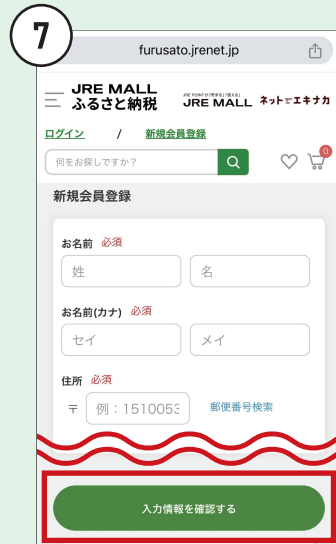 7
furusato.jrenet.jp
JRE MALL
ふるさと納税
JRE POINTが「貯まる」「使える」
JRE MALL ネットでエキナカ
ログイン / 新規会員登録
何をお探しですか？
0
新規会員登録
お名前 必須
姓 名
お名前(カナ) 必須
セイ メイ
住所 必須
〒 例：1510053 郵便番号検索
入力情報を確認する